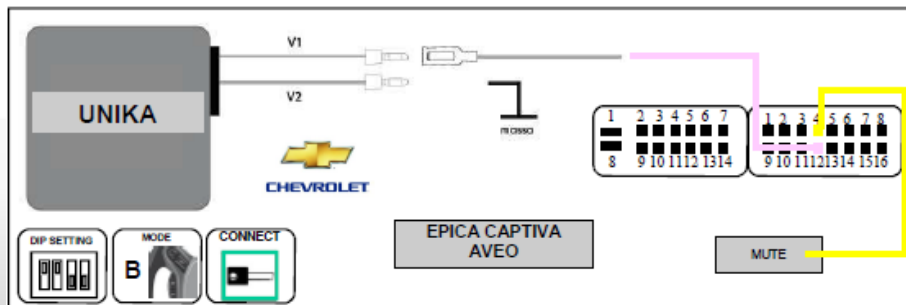 V1
V2
UNIKA
masso
CHEVROLET
1 2 3 4 5 6 7
8 9 10 11 12 13 14
1 2 3 4 5 6 7 8
9 10 11 12 13 14 15 16
EPICA CAPTIVA
AVEO
MUTE
DIP SETTING
MODE
B
CONNECT